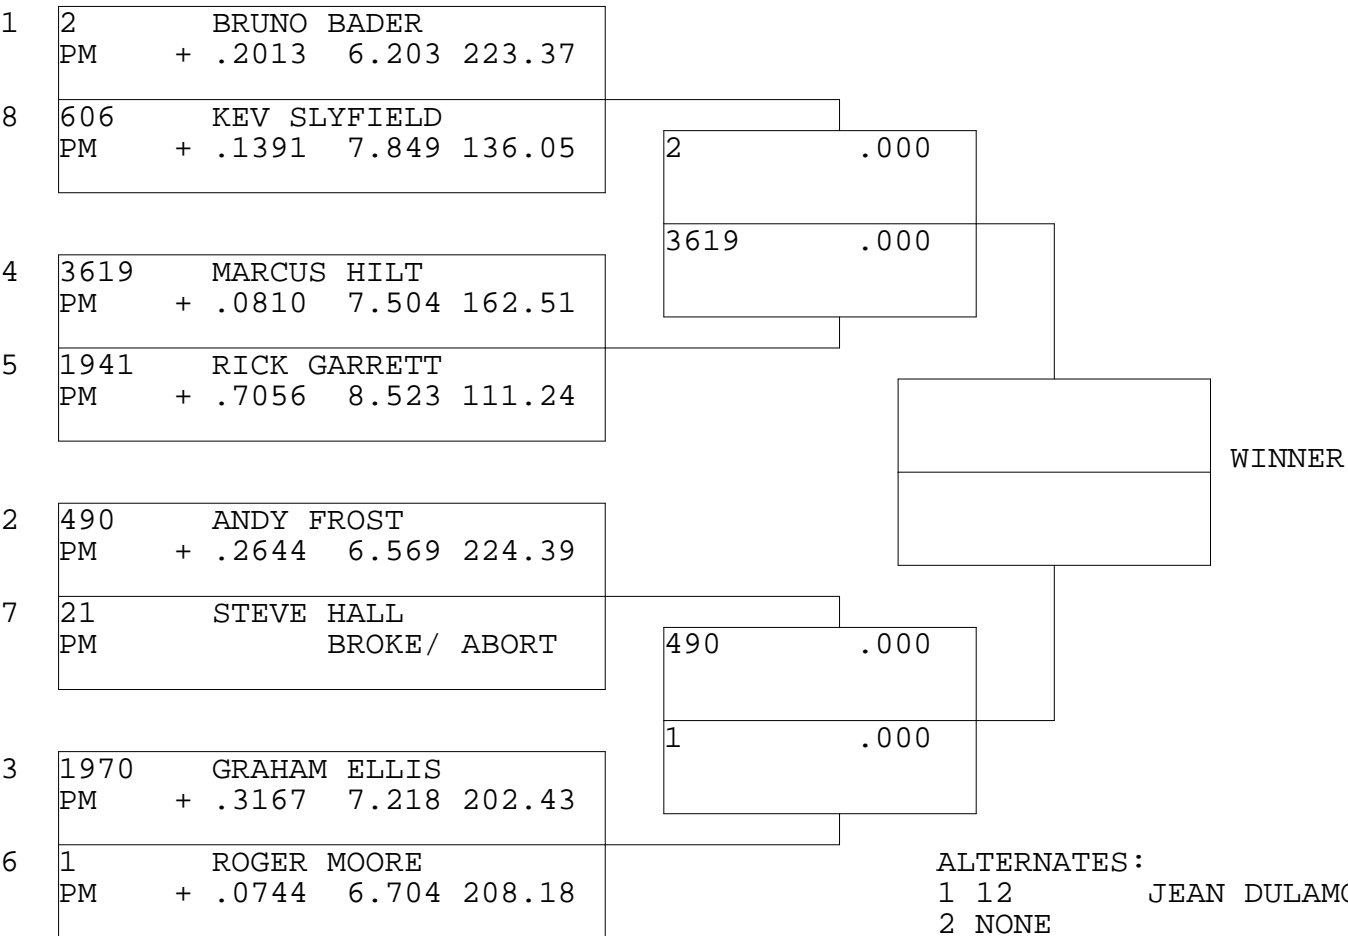 1 2 BRUNO BADER
PM + .2013 6.203 223.37
8 606 KEV SLYFIELD
PM + .1391 7.849 136.05
2 .000
3619 .000
4 3619 MARCUS HILT
PM + .0810 7.504 162.51
5 1941 RICK GARRETT
PM + .7056 8.523 111.24
WINNER
2 490 ANDY FROST
PM + .2644 6.569 224.39
7 21 STEVE HALL
PM BROKE/ ABORT
490 .000
1 .000
3 1970 GRAHAM ELLIS
PM + .3167 7.218 202.43
6 1 ROGER MOORE
PM + .0744 6.704 208.18
ALTERNATES:
1 12 JEAN
2 NONE